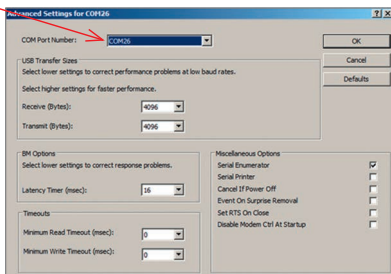 Advanced Settings for COM26
COM Port Number: COM26
OK
Cancel
Defaults
USB Transfer Sizes
Select lower settings to correct performance problems at low baud rates.
Select higher settings for faster performance.
Receive (Bytes): 4096
Transmit (Bytes): 4096
BM Options
Select lower settings to correct response problems.
Latency Timer (msec): 16
Timeouts
Minimum Read Timeout (msec): 0
Minimum Write Timeout (msec): 0
Miscellaneous Options
Serial Enumerator
Serial Printer
Cancel If Power Off
Event On Surprise Removal
Set RTS On Close
Disable Modem Ctrl At Startup